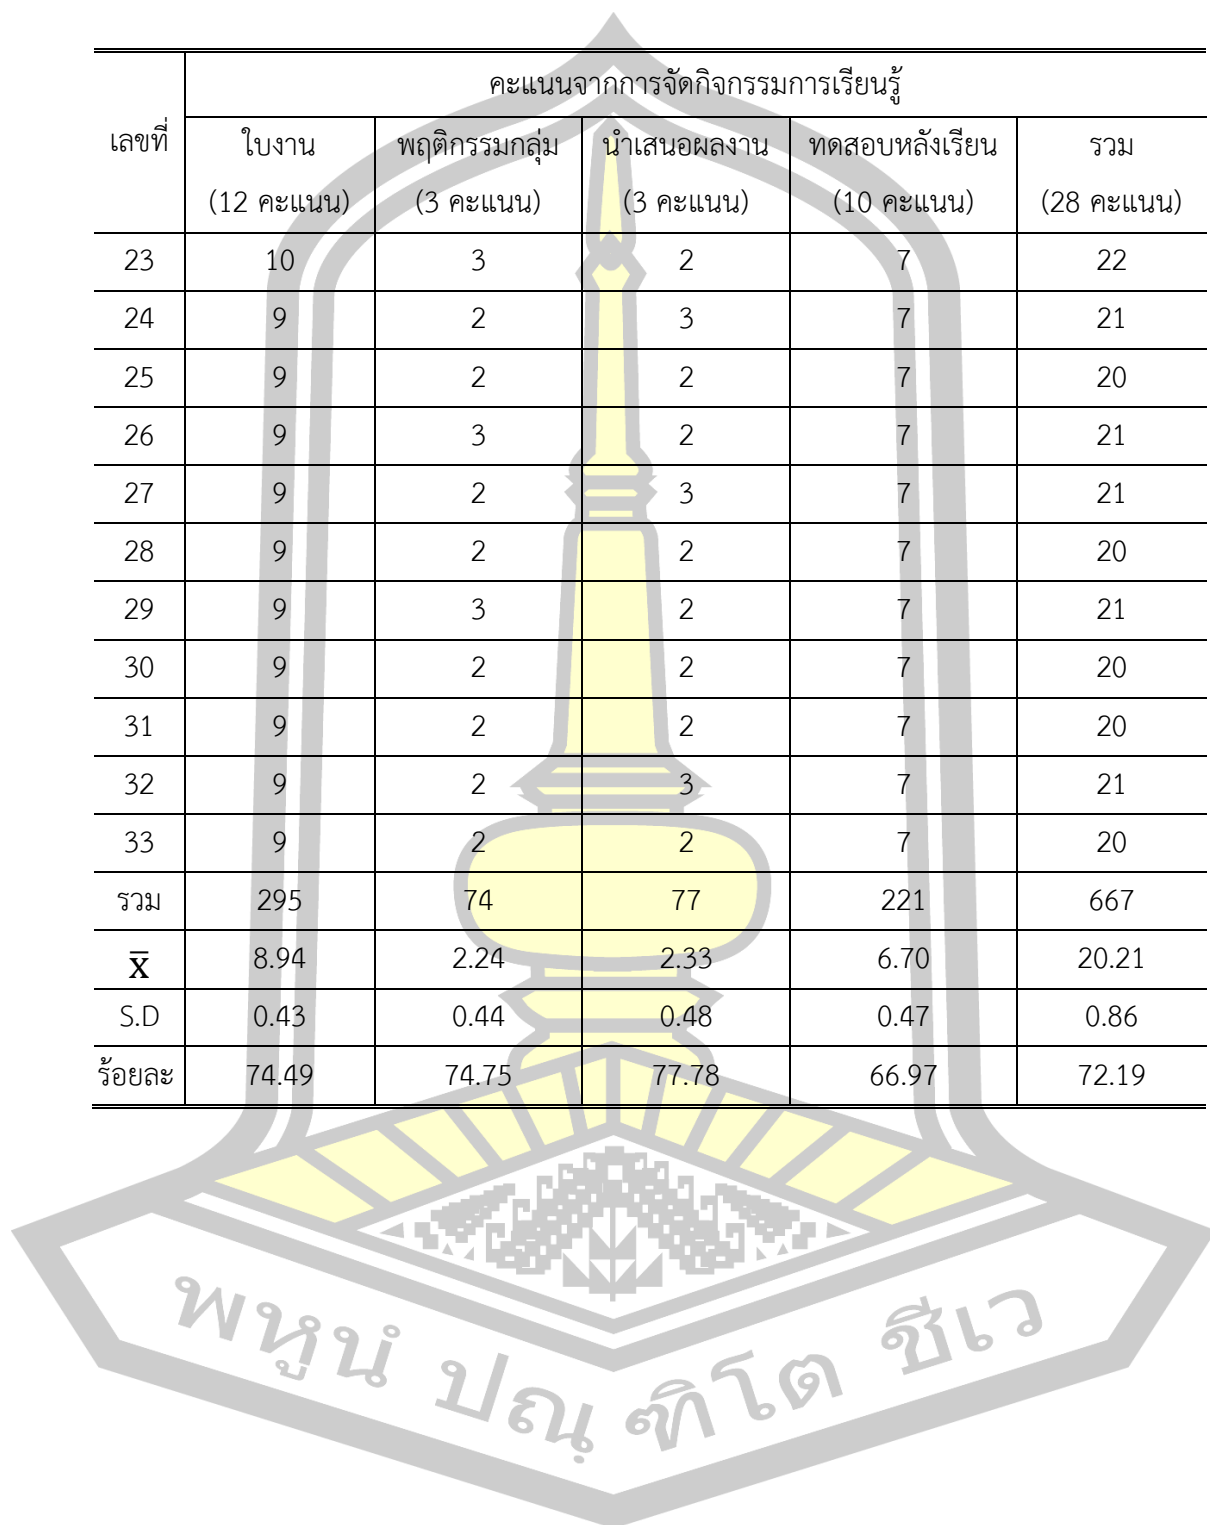 คะแนนจากการจัดกิจกรรมการเรียนรู้
เลขที่ ใบงาน พฤติกรรมกลุ่ม นำเสนอผลงาน ทดสอบหลังเรียน รวม
(12 คะแนน) (3 คะแนน) (3 คะแนน) (10 คะแนน) (28 คะแนน)
23 10 3 2 7 22
24 9 2 3 7 21
25 9 2 2 7 20
26 9 3 2 7 21
27 9 2 3 7 21
28 9 2 2 7 20
29 9 3 2 7 21
30 9 2 2 7 20
31 9 2 2 7 20
32 9 2 3 7 21
33 9 2 2 7 20
รวม 295 74 77 221 667
x̅ 8.94 2.24 2.33 6.70 20.21
S.D 0.43 0.44 0.48 0.47 0.86
ร้อยละ 74.49 74.75 77.78 66.97 72.19
พหูนํ ปณฺฑิโต ชีเว